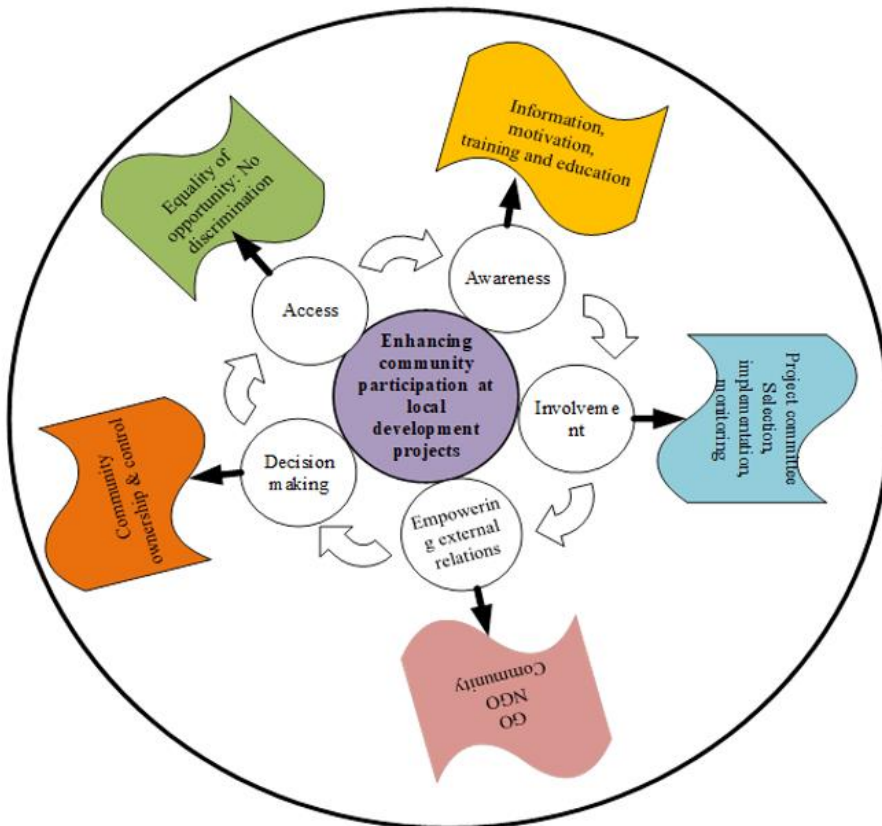 Information,
motivation,
training and education
Equality of
opportunity: No
discrimination
Awareness
Access
Enhancing
community
participation at
local
development
projects
Involveme
nt
Project committee
Selection,
implementation,
monitoring
Decision
making
Community
ownership & control
Empowerin
g external
relations
GO
NGO
Community